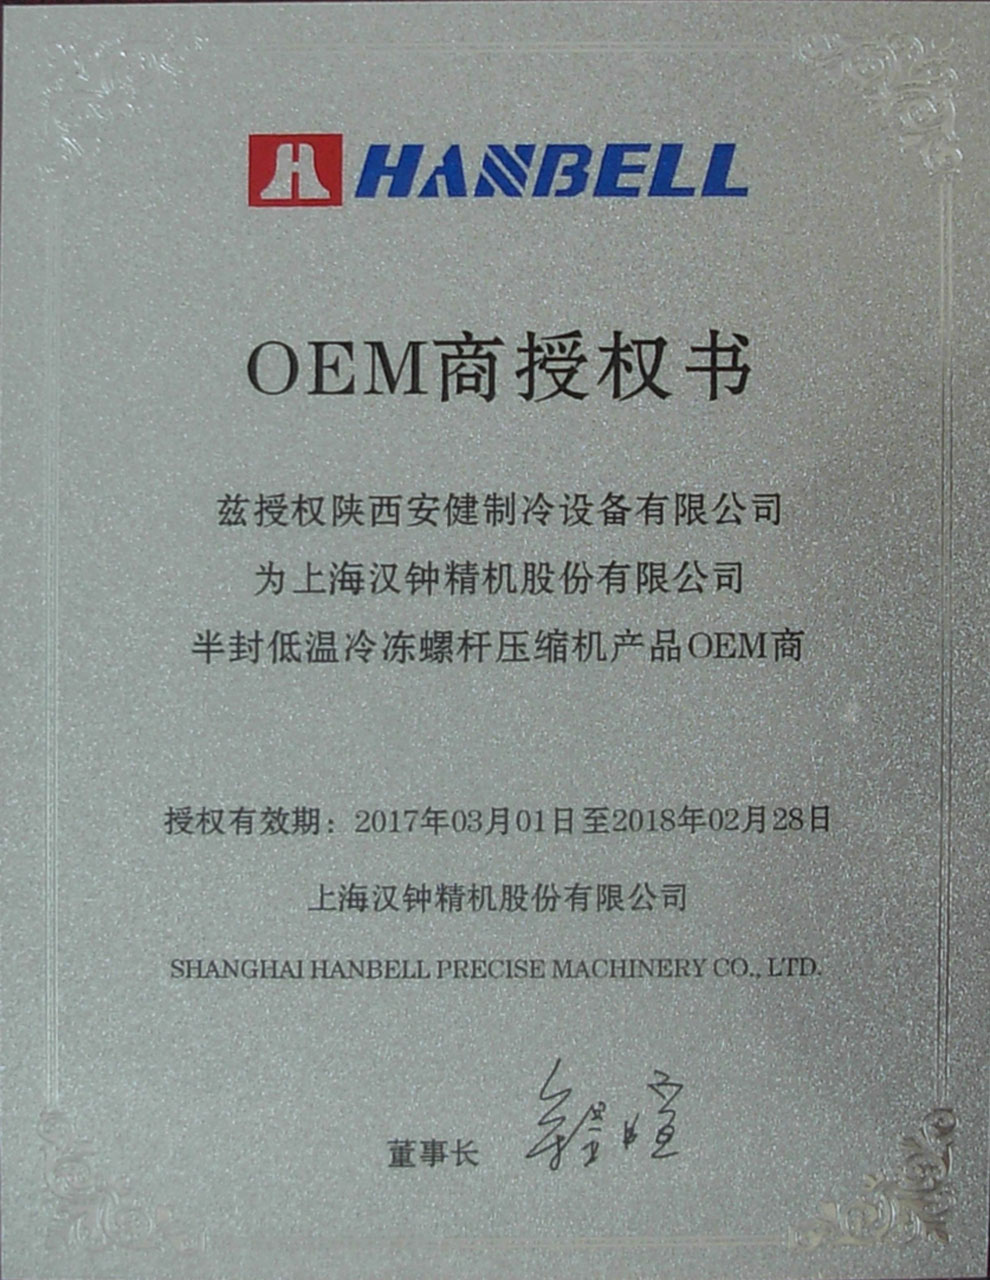 HANBELL
OEM商授权书
兹授权陕西安健制冷设备有限公司
为上海汉钟精机股份有限公司
半封低温冷冻螺杆压缩机产品OEM商
授权有效期：2017年03月01日至2018年02月28日
上海汉钟精机股份有限公司
SHANGHAI HANBELL PRECISE MACHINERY CO., LTD.
董事长